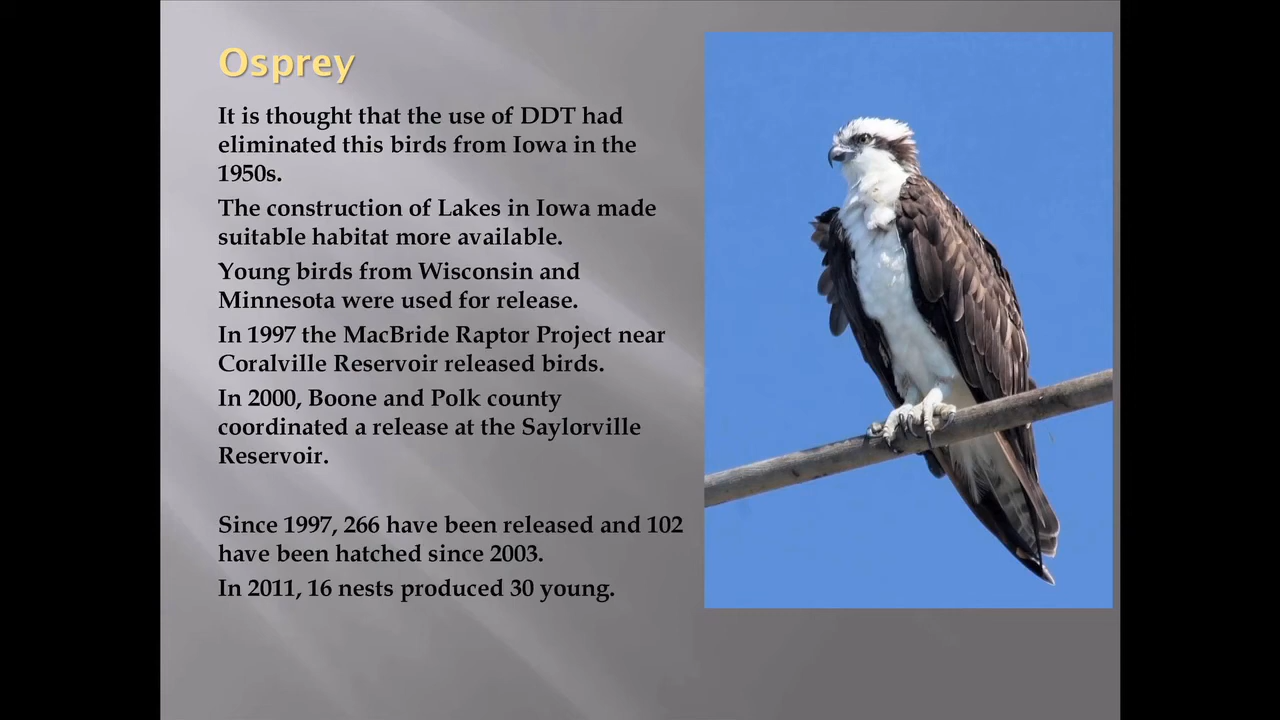 Osprey
It is thought that the use of DDT had
eliminated this birds from Iowa in the
1950s.
The construction of Lakes in Iowa made
suitable habitat more available.
Young birds from Wisconsin and
Minnesota were used for release.
In 1997 the MacBride Raptor Project near
Coralville Reservoir released birds.
In 2000, Boone and Polk county
coordinated a release at the Saylorville
Reservoir.
Since 1997, 266 have been released and 102
have been hatched since 2003.
In 2011, 16 nests produced 30 young.